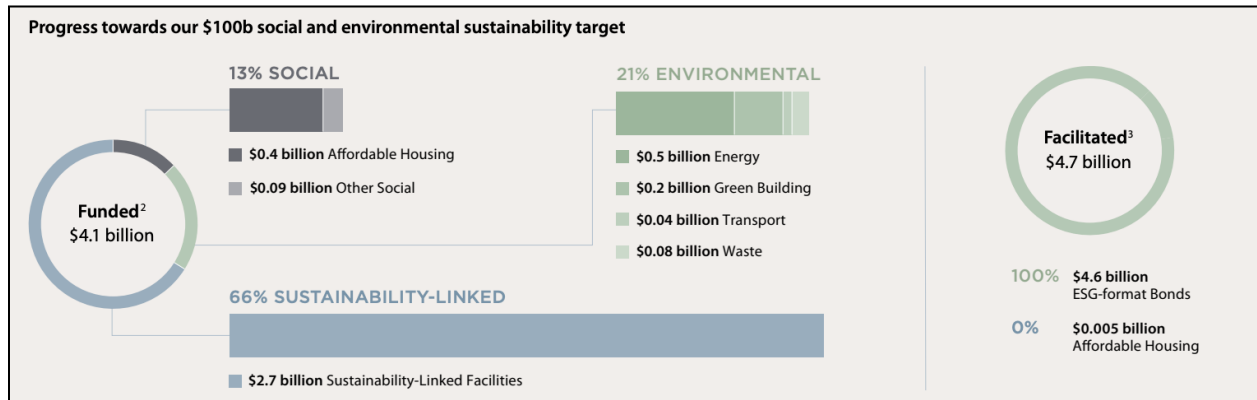 Progress towards our $100b social and environmental sustainability target
13% SOCIAL
$0.4 billion Affordable Housing
$0.09 billion Other Social
21% ENVIRONMENTAL
$0.5 billion Energy
$0.2 billion Green Building
$0.04 billion Transport
$0.08 billion Waste
Funded²
$4.1 billion
66% SUSTAINABILITY-LINKED
$2.7 billion Sustainability-Linked Facilities
Facilitated³
$4.7 billion
100% $4.6 billion
ESG-format Bonds
0% $0.005 billion
Affordable Housing